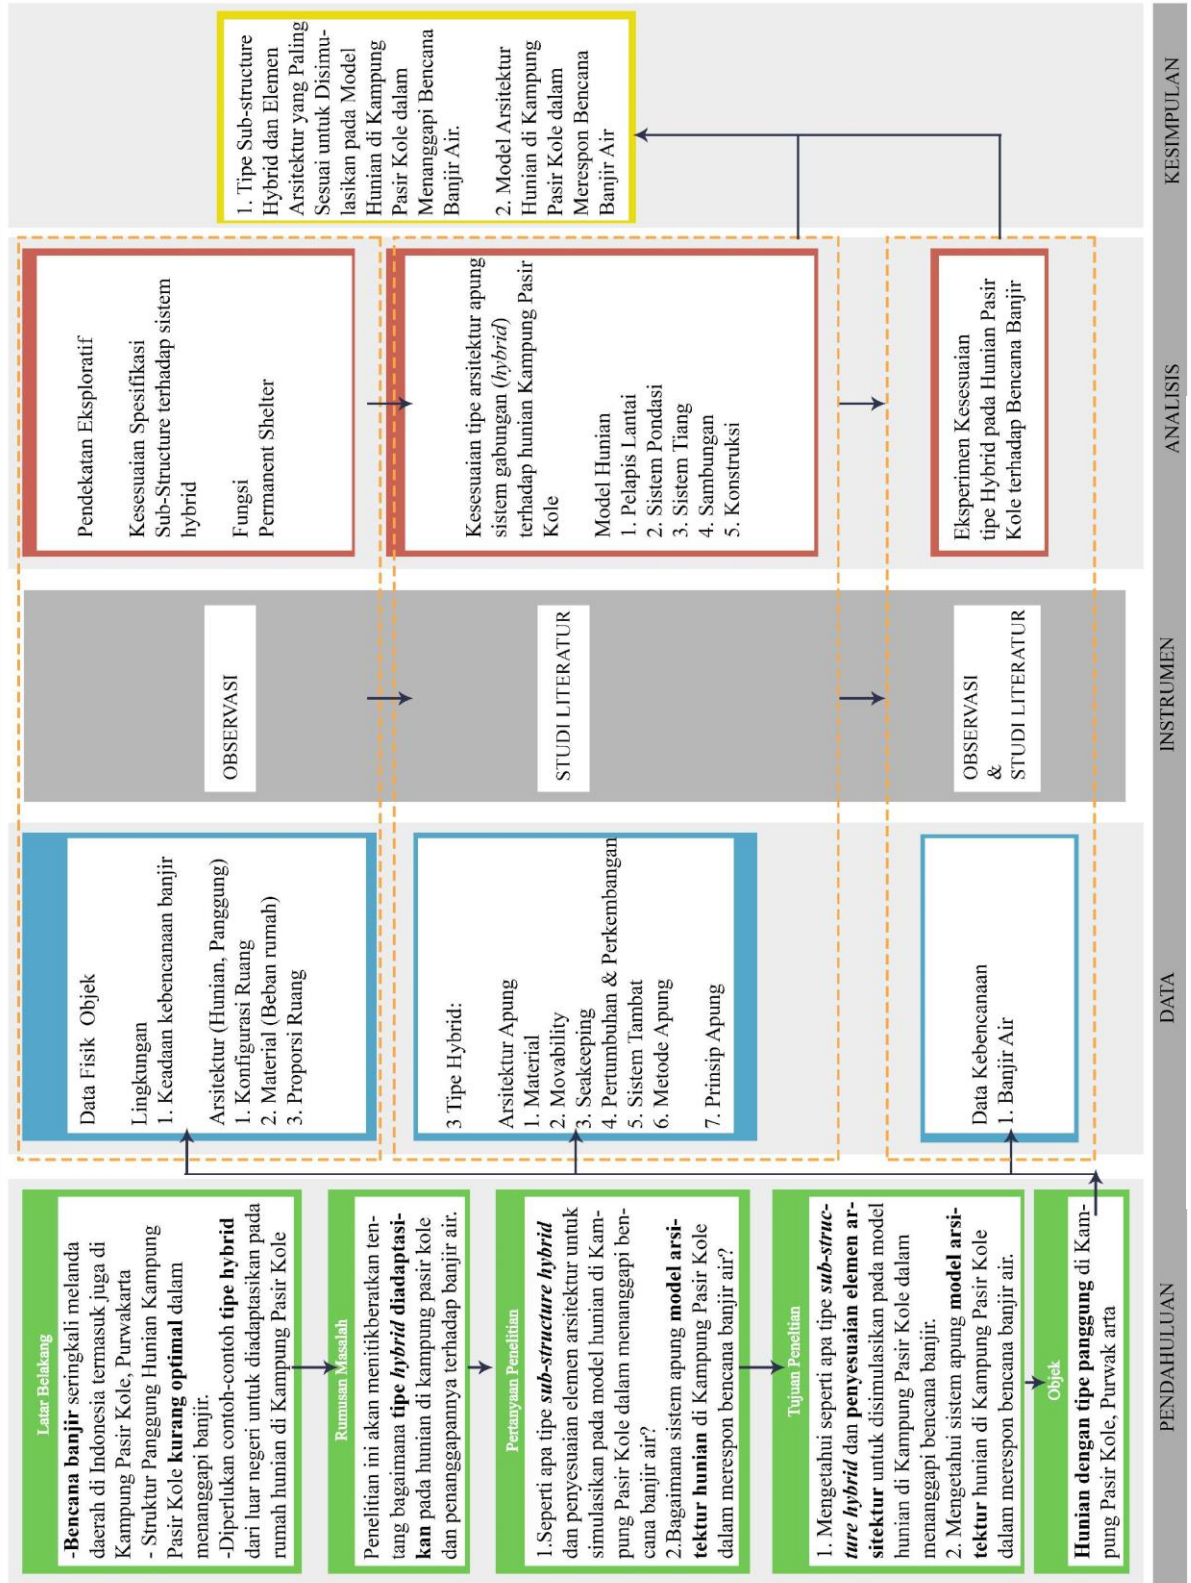 Latar Belakang
-Bencana banjir seringkali melanda
daerah di Indonesia termasuk juga di
Kampung Pasir Kole, Purwakarta
- Struktur Panggung Hunian Kampung
Pasir Kole kurang optimal dalam
menanggapi banjir.
-Diperlukan contoh-contoh tipe hybrid
dari luar negeri untuk diadaptasikan pada
rumah hunian di Kampung Pasir Kole
Rumusan Masalah
Penelitian ini akan menitikberatkan ten-
tang bagaimana tipe hybrid diadaptasi-
kan pada hunian di kampung pasir kole
dan penanggapannya terhadap banjir air.
Pertanyaan Penelitian
1.Seperti apa tipe sub-structure hybrid
dan penyesuaian elemen arsitektur untuk
simulasikan pada model hunian di Kam-
pung Pasir Kole dalam menanggapi ben-
cana banjir air?
2.Bagaimana sistem apung model arsi-
tektur hunian di Kampung Pasir Kole
dalam merespon bencana banjir air?
Tujuan Peneltian
1. Mengetahui seperti apa tipe sub-struc-
ture hybrid dan penyesuaian elemen ar-
sitektur untuk disimulasikan pada model
hunian di Kampung Pasir Kole dalam
menanggapi bencana banjir.
2. Mengetahui sistem apung model arsi-
tektur hunian di Kampung Pasir Kole
dalam merespon bencana banjir air.
Objek
Hunian dengan tipe panggung di Kam-
pung Pasir Kole, Purwak arta
PENDAHULUAN
Data Fisik Objek
Lingkungan
1. Keadaan kebencanaan banjir
Arsitektur (Hunian, Panggung)
1. Konfigurasi Ruang
2. Material (Beban rumah)
3. Proporsi Ruang
3 Tipe Hybrid:
Arsitektur Apung
1. Material
2. Movability
3. Seakeeping
4. Pertumbuhan & Perkembangan
5. Sistem Tambat
6. Metode Apung
7. Prinsip Apung
Data Kebencanaan
1. Banjir Air
DATA
OBSERVASI
STUDI LITERATUR
OBSERVASI
&
STUDI LITERATUR
INSTRUMEN
Pendekatan Eksploratif
Kesesuaian Spesifikasi
Sub-Structure terhadap sistem
hybrid
Fungsi
Permanent Shelter
Kesesuaian tipe arsitektur apung
sistem gabungan (hybrid)
terhadap hunian Kampung Pasir
Kole
Model Hunian
1. Pelapis Lantai
2. Sistem Pondasi
3. Sistem Tiang
4. Sambungan
5. Konstruksi
Eksperimen Kesesuaian
tipe Hybrid pada Hunian Pasir
Kole terhadap Bencana Banjir
ANALISIS
1. Tipe Sub-structure
Hybrid dan Elemen
Arsitektur yang Paling
Sesuai untuk Disimu-
lasikan pada Model
Hunian di Kampung
Pasir Kole dalam
Menanggapi Bencana
Banjir Air.
2. Model Arsitektur
Hunian di Kampung
Pasir Kole dalam
Merespon Bencana
Banjir Air
KESIMPULAN